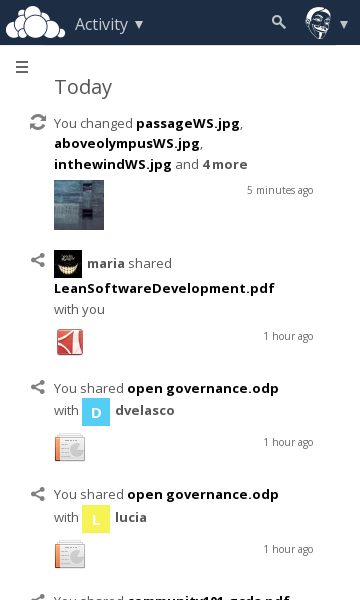 Activity
Today
You changed passageWS.jpg,
aboveolympusWS.jpg,
inthewindWS.jpg and 4 more
5 minutes ago
maria shared
LeanSoftwareDevelopment.pdf
with you
1 hour ago
You shared open governance.odp
with D dvelasco
1 hour ago
You shared open governance.odp
with L lucia
1 hour ago
You shared